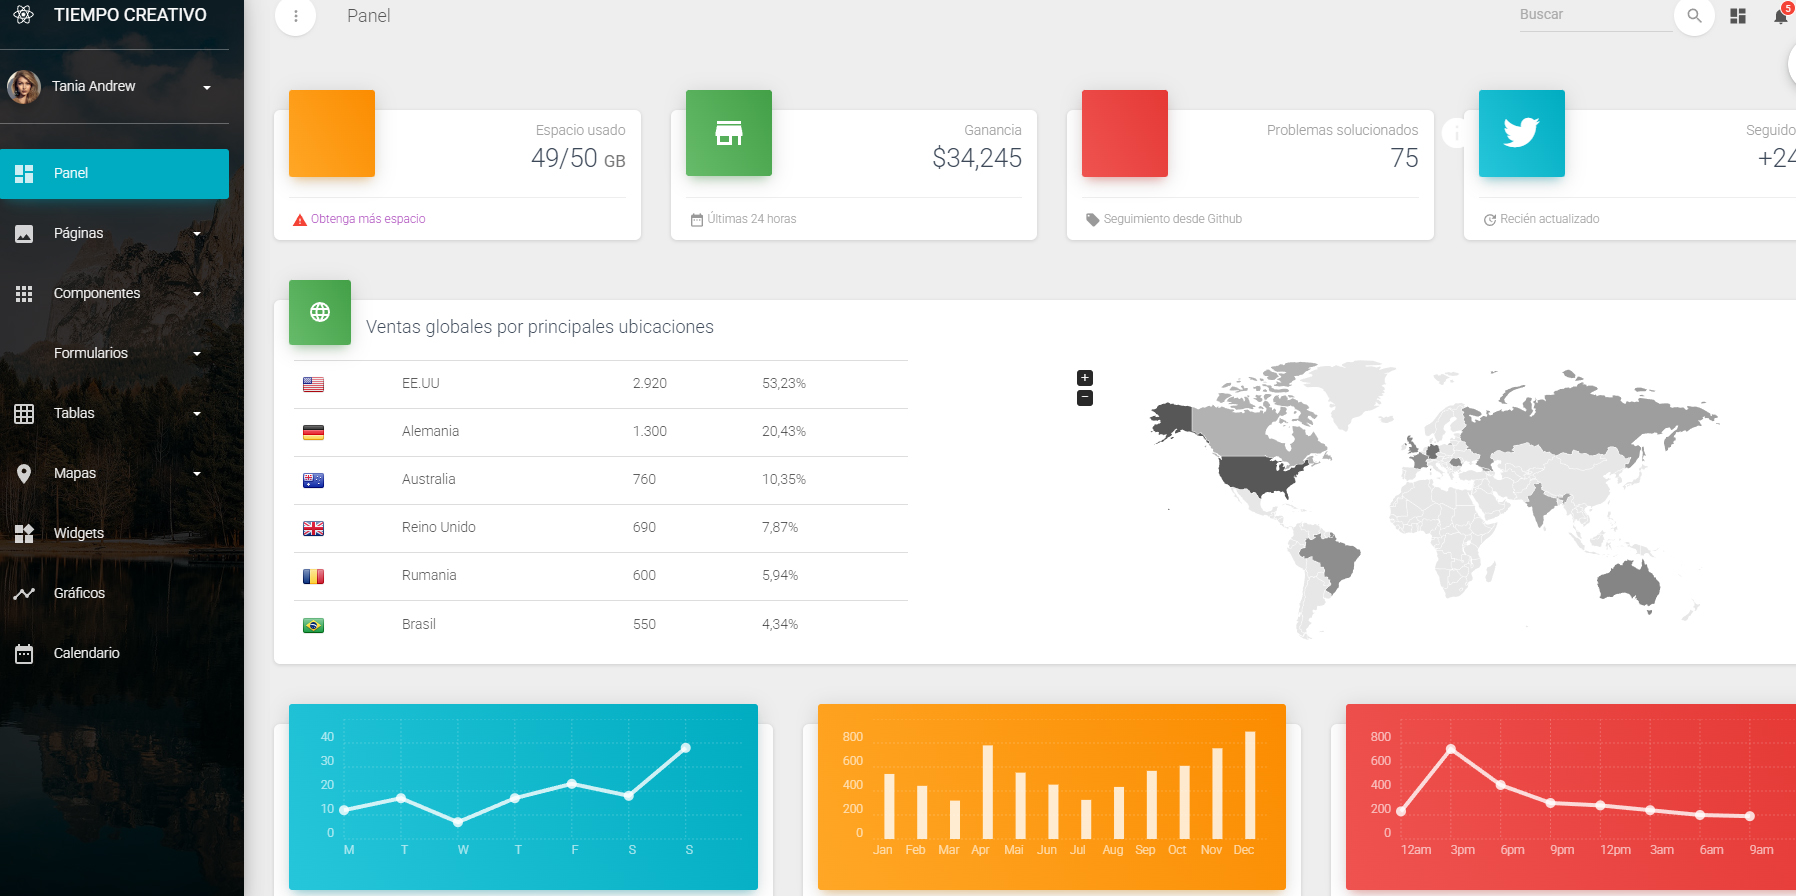 TIEMPO CREATIVO
Tania Andrew
Panel
Páginas
Componentes
Formularios
Tablas
Mapas
Widgets
Gráficos
Calendario
Panel
Buscar
5
Espacio usado
49/50 GB
Obtenga más espacio
Ganancia
$34,245
Últimas 24 horas
Problemas solucionados
75
Seguimiento desde Github
Seguido
+24
Recién actualizado
Ventas globales por principales ubicaciones
EE.UU 2.920 53,23%
Alemania 1.300 20,43%
Australia 760 10,35%
Reino Unido 690 7,87%
Rumania 600 5,94%
Brasil 550 4,34%
+
−
40
30
20
10
0
M T W T F S S
800
600
400
200
0
Jan Feb Mar Apr Mai Jun Jul Aug Sep Oct Nov Dec
800
600
400
200
0
12am 3pm 6pm 9pm 12pm 3am 6am 9am